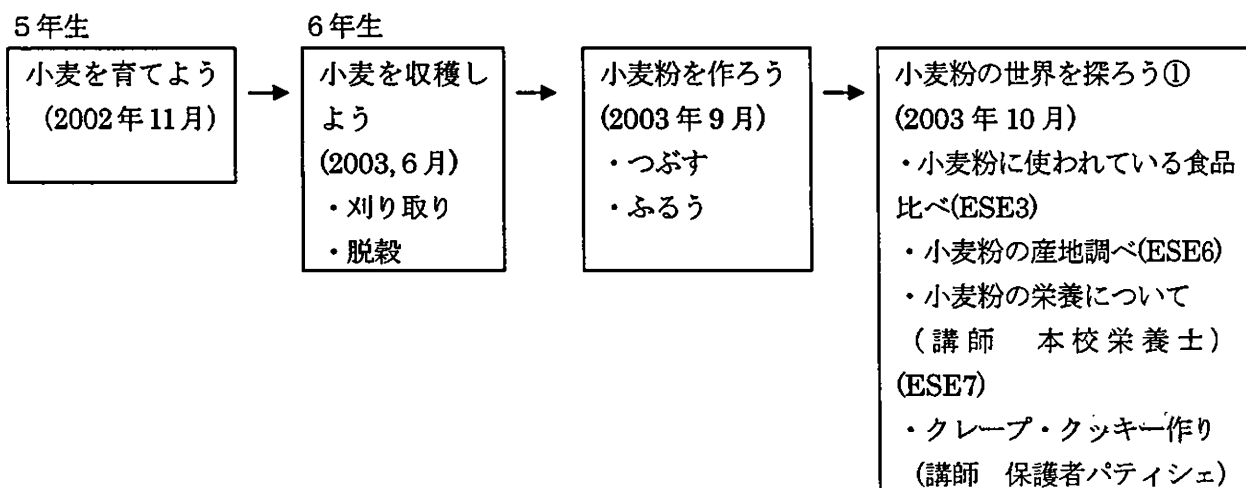 5年生
小麦を育てよう
(2002年11月)
6年生
小麦を収穫し
よう
(2003,6月)
・刈り取り
・脱穀
小麦粉を作ろう
(2003年9月)
・つぶす
・ふるう
小麦粉の世界を探ろう①
(2003年10月)
・小麦粉に使われている食品
比べ(ESE3)
・小麦粉の産地調べ(ESE6)
・小麦粉の栄養について
(講師 本校栄養士)
(ESE7)
・クレープ・クッキー作り
(講師 保護者パティシェ)